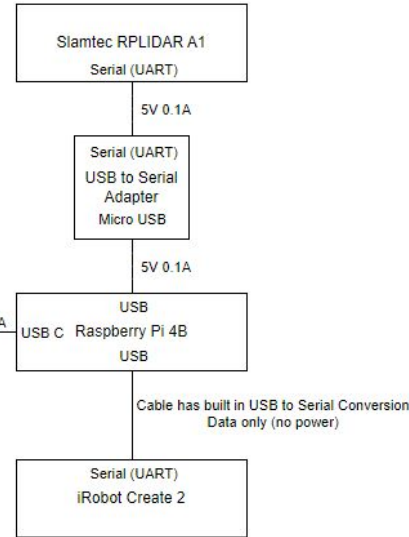 Slamtec RPLIDAR A1
Serial (UART)
5V 0.1A
Serial (UART)
USB to Serial
Adapter
Micro USB
5V 0.1A
USB
A
USB C Raspberry Pi 4B
USB
Cable has built in USB to Serial Conversion
Data only (no power)
Serial (UART)
iRobot Create 2